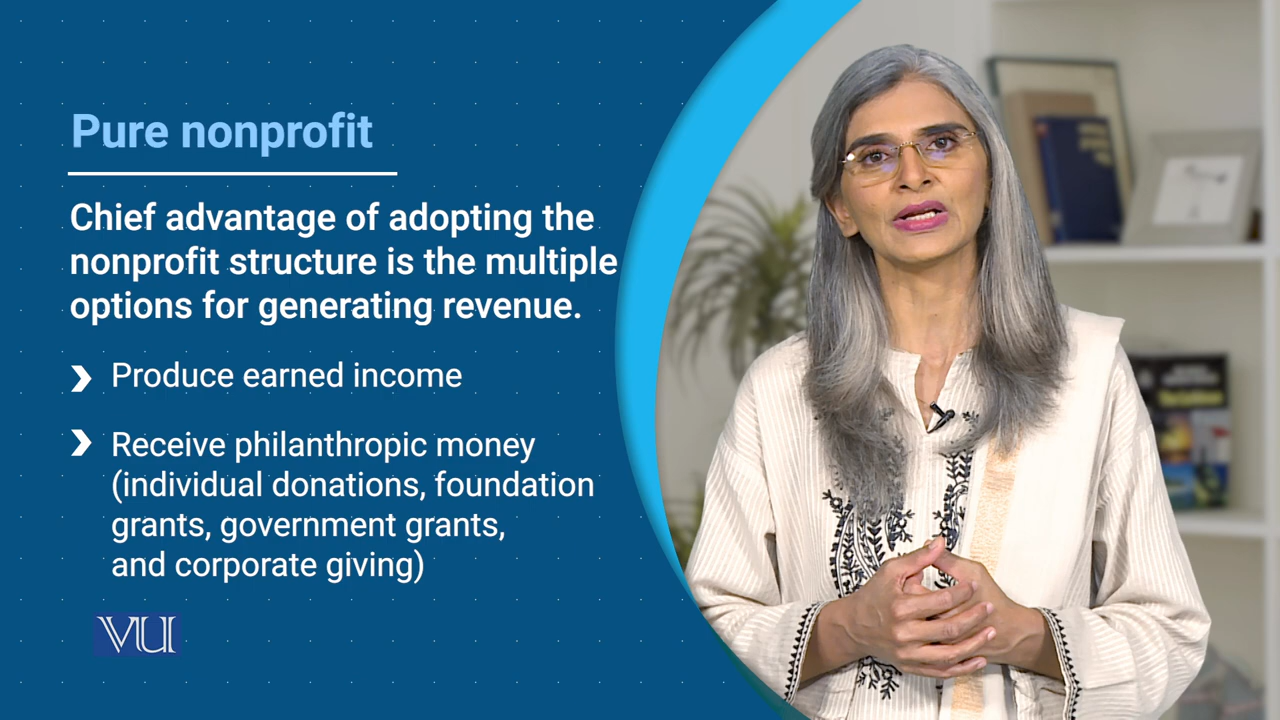 Pure nonprofit
Chief advantage of adopting the
nonprofit structure is the multiple
options for generating revenue.
Produce earned income
Receive philanthropic money
(individual donations, foundation
grants, government grants,
and corporate giving)
VU